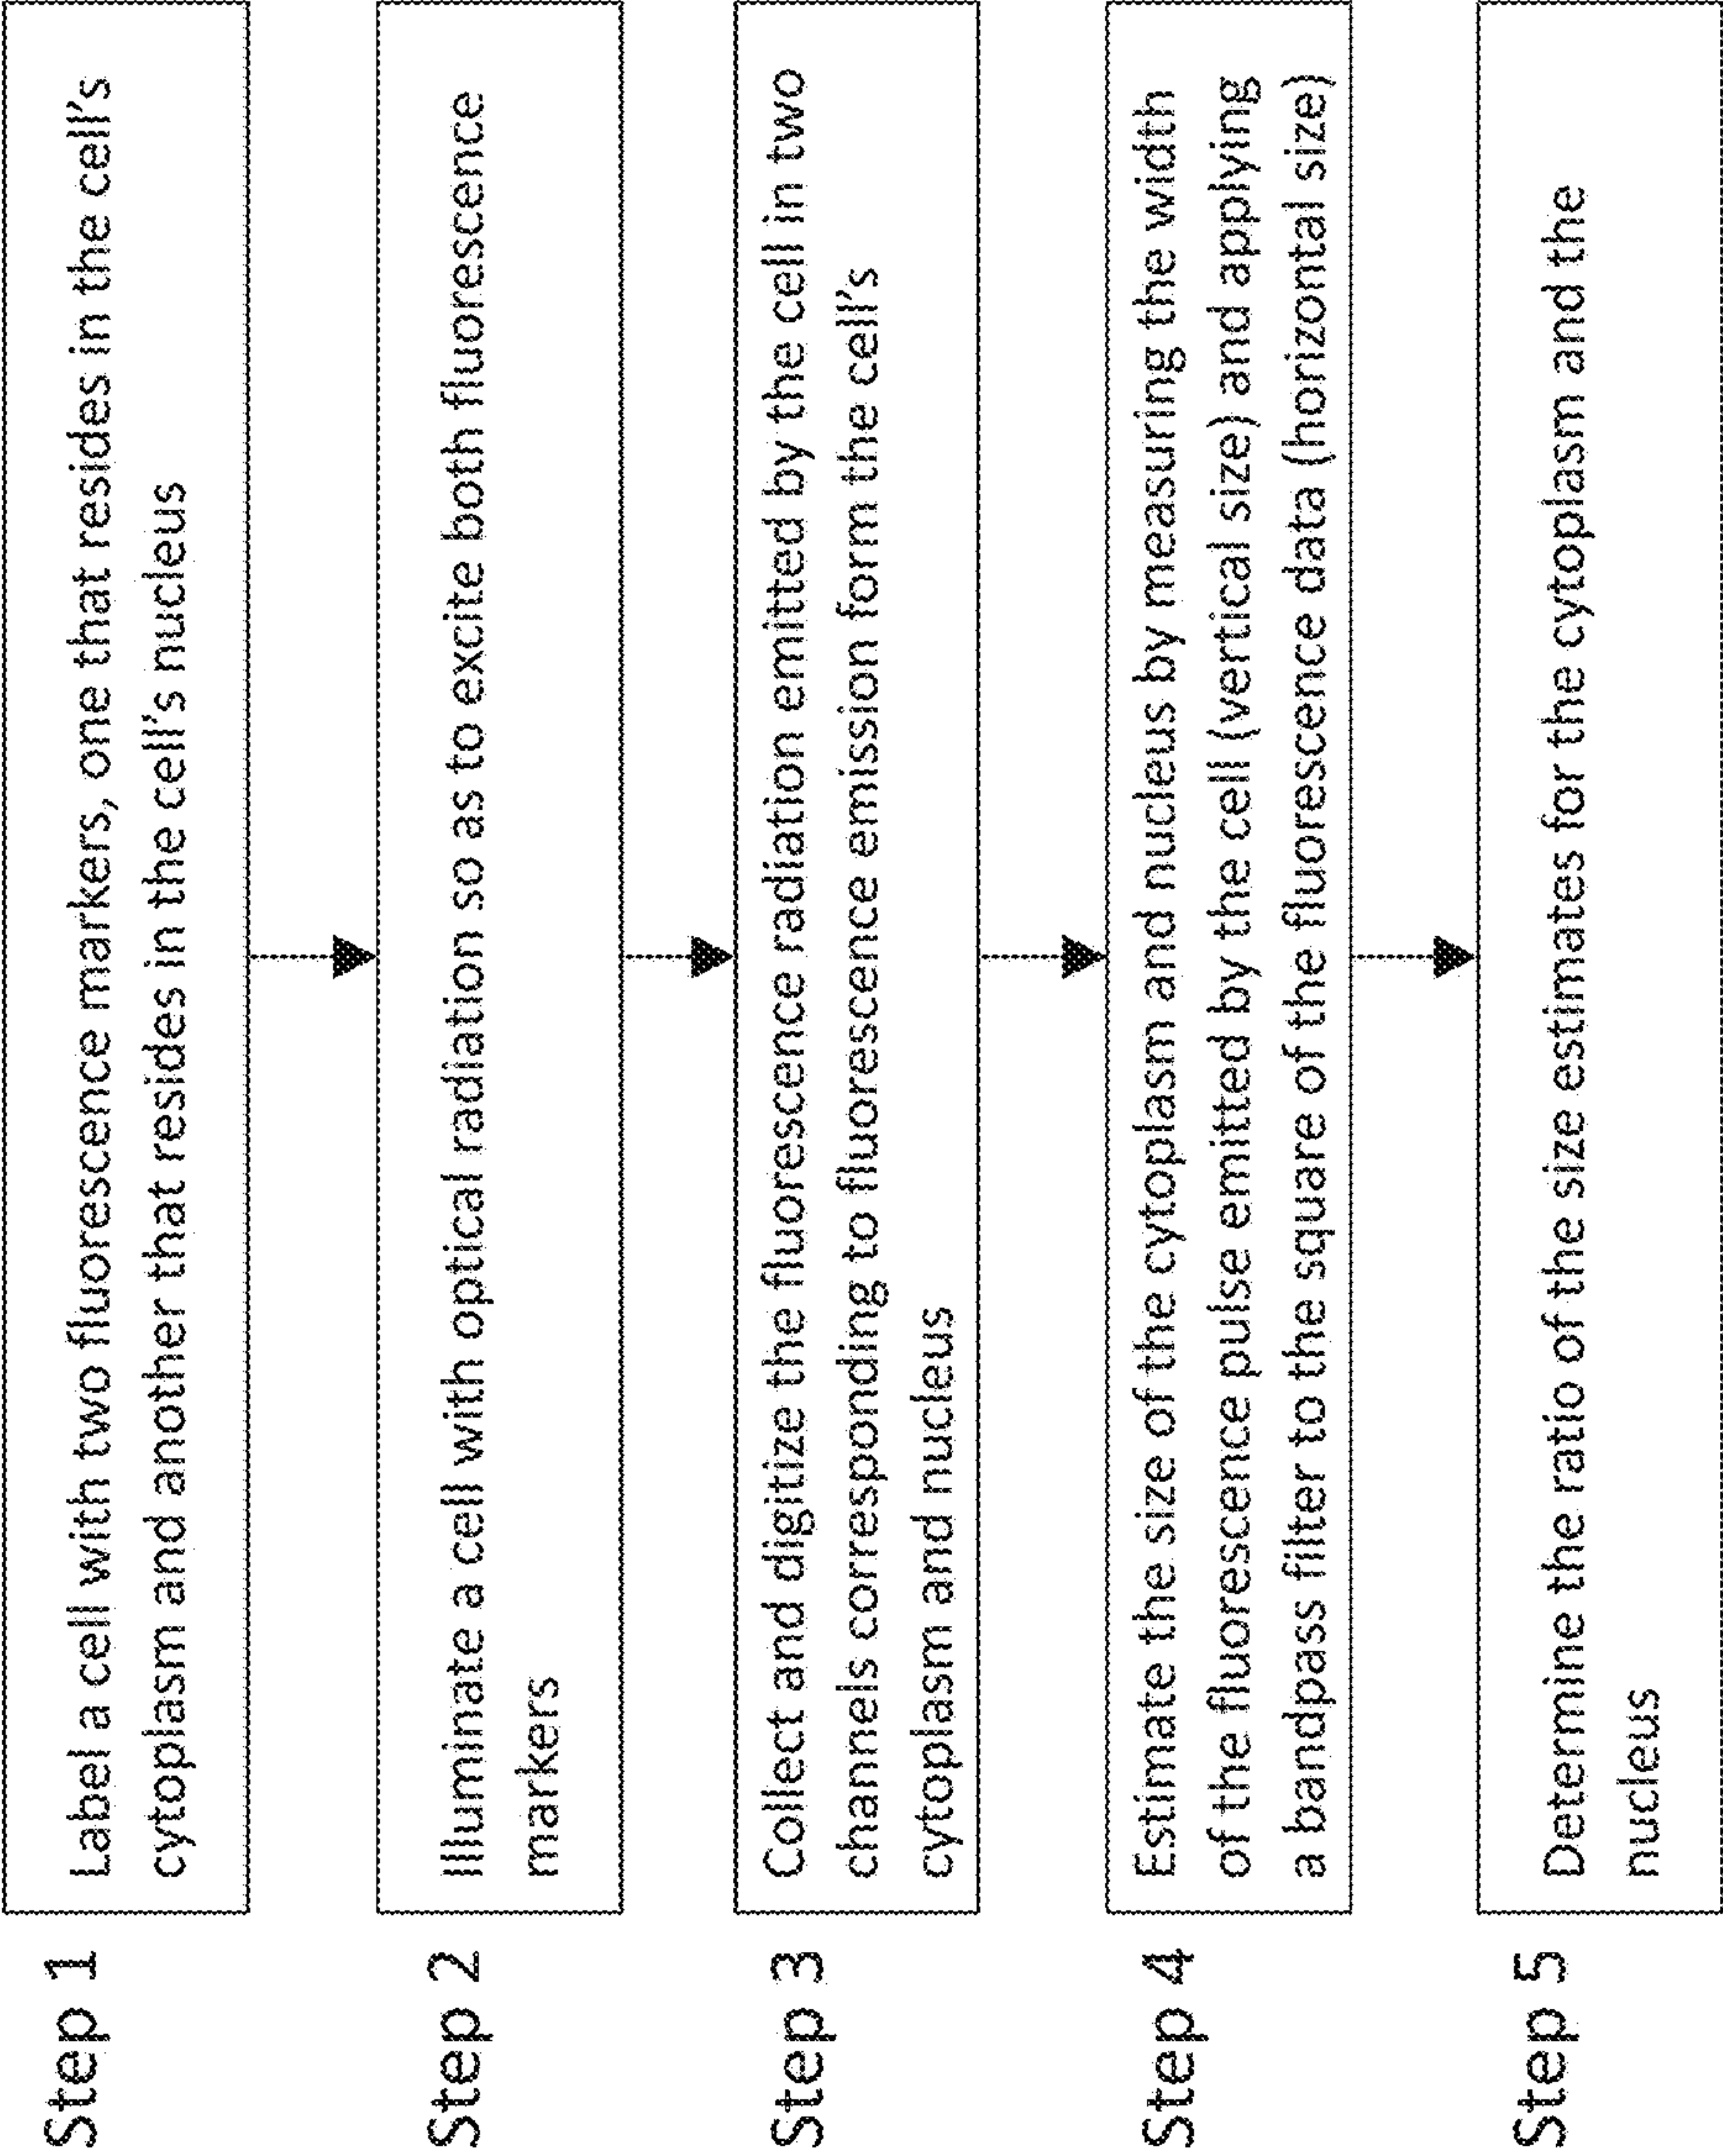 Step 1
Label a cell with two fluorescence markers, one that resides in the cell's
cytoplasm and another that resides in the cell's nucleus
Step 2
Illuminate a cell with optical radiation so as to excite both fluorescence
markers
Step 3
Collect and digitize the fluorescence radiation emitted by the cell in two
channels corresponding to fluorescence emission form the cell's
cytoplasm and nucleus
Step 4
Estimate the size of the cytoplasm and nucleus by measuring the width
of the fluorescence pulse emitted by the cell (vertical size) and applying
a bandpass filter to the square of the fluorescence data (horizontal size)
Step 5
Determine the ratio of the size estimates for the cytoplasm and the
nucleus